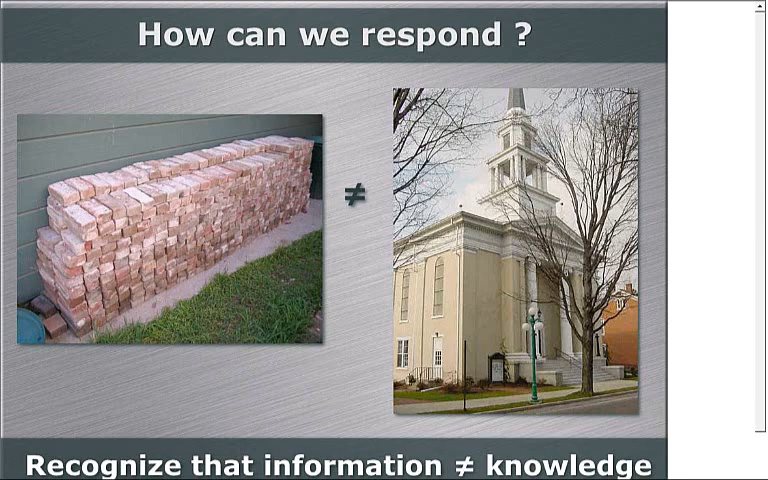 How can we respond ?
≠
Recognize that information ≠ knowledge